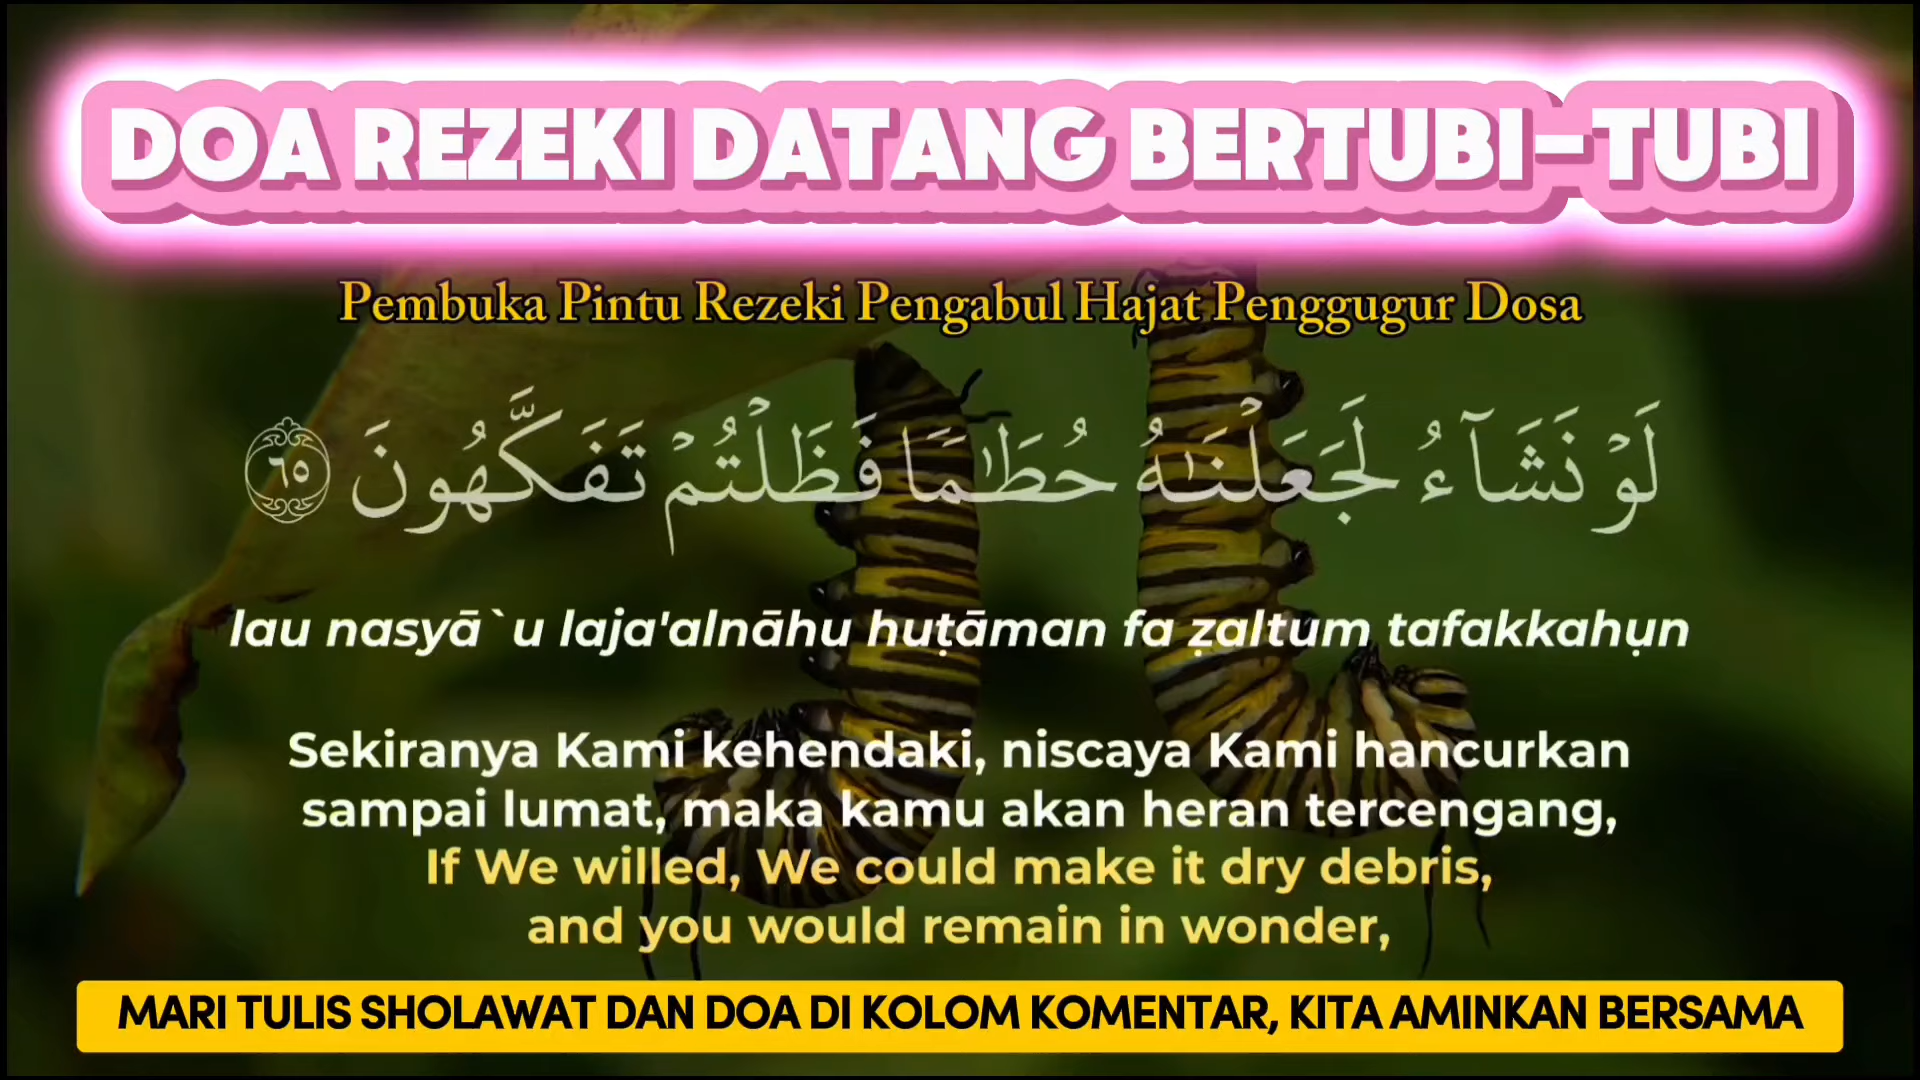 DOA REZEKI DATANG BERTUBI-TUBI
Pembuka Pintu Rezeki Pengabul Hajat Penggugur Dosa
لَوْ نَشَآءُ لَجَعَلْنَٰهُ حُطَٰمًا فَظَلْتُمْ تَفَكَّهُونَ ٦٥
lau nasyā`u laja'alnāhu huṭāman fa ẓaltum tafakkahụn
Sekiranya Kami kehendaki, niscaya Kami hancurkan
sampai lumat, maka kamu akan heran tercengang,
If We willed, We could make it dry debris,
and you would remain in wonder,
MARI TULIS SHOLAWAT DAN DOA DI KOLOM KOMENTAR, KITA AMINKAN BERSAMA